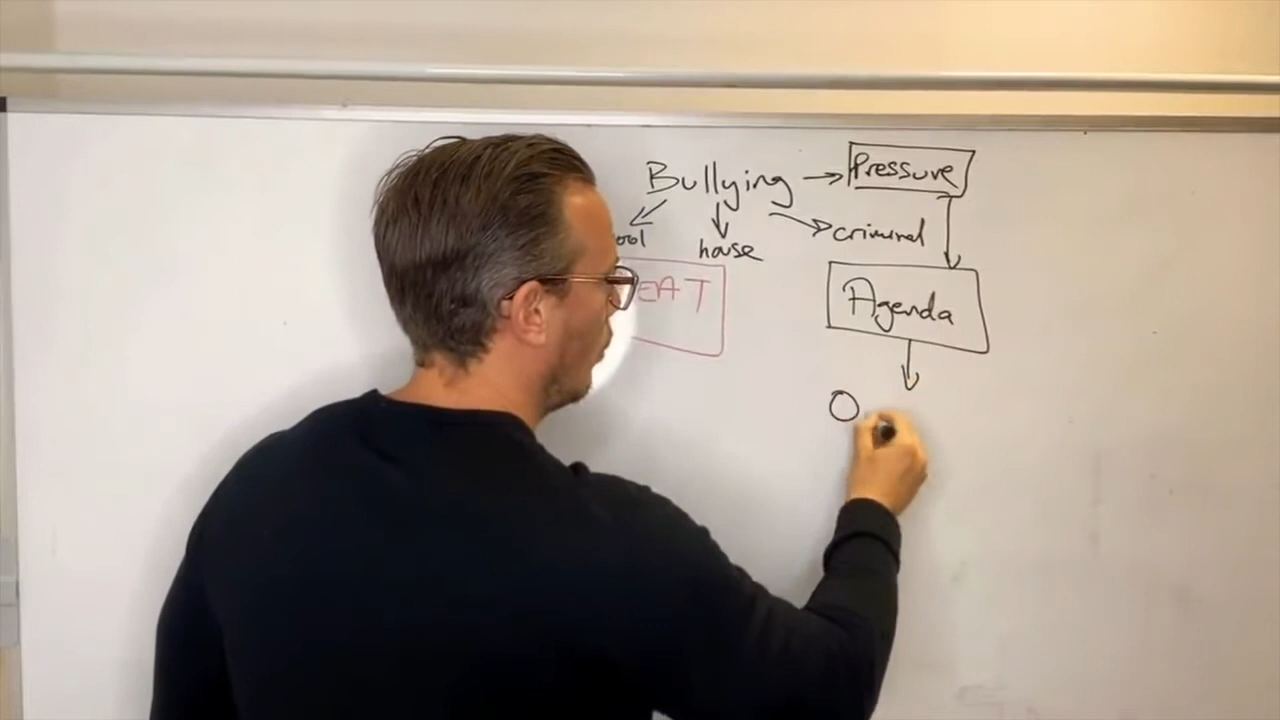 Bullying → Pressure
house
criminal
Agenda
O